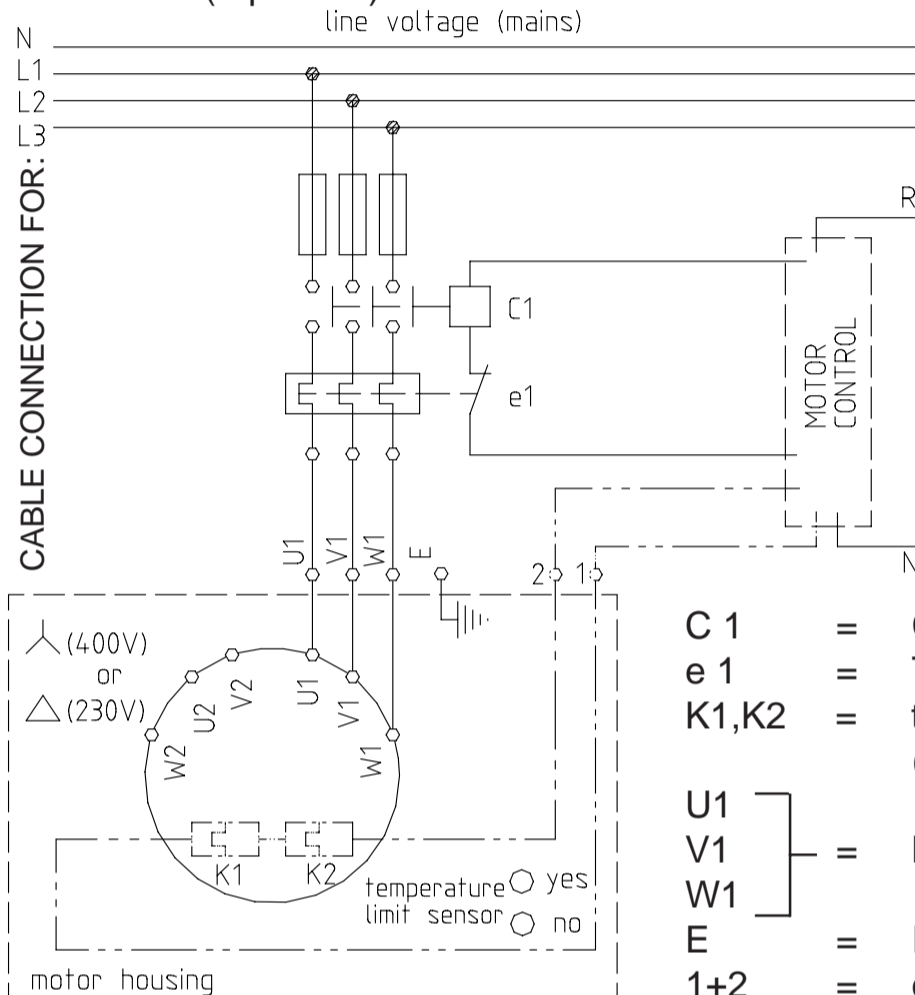 line voltage (mains)
N
L1
L2
L3
CABLE CONNECTION FOR:
R
C1
e1
MOTOR
CONTROL
U1
V1
W1
E
2
1
N
(400V)
or
(230V)
W2
U2
V2
U1
V1
W1
K1
K2
temperature
limit sensor
yes
no
motor housing
C 1 =
e 1 =
K1,K2 =
U1
V1 =
W1
E =
1+2 =